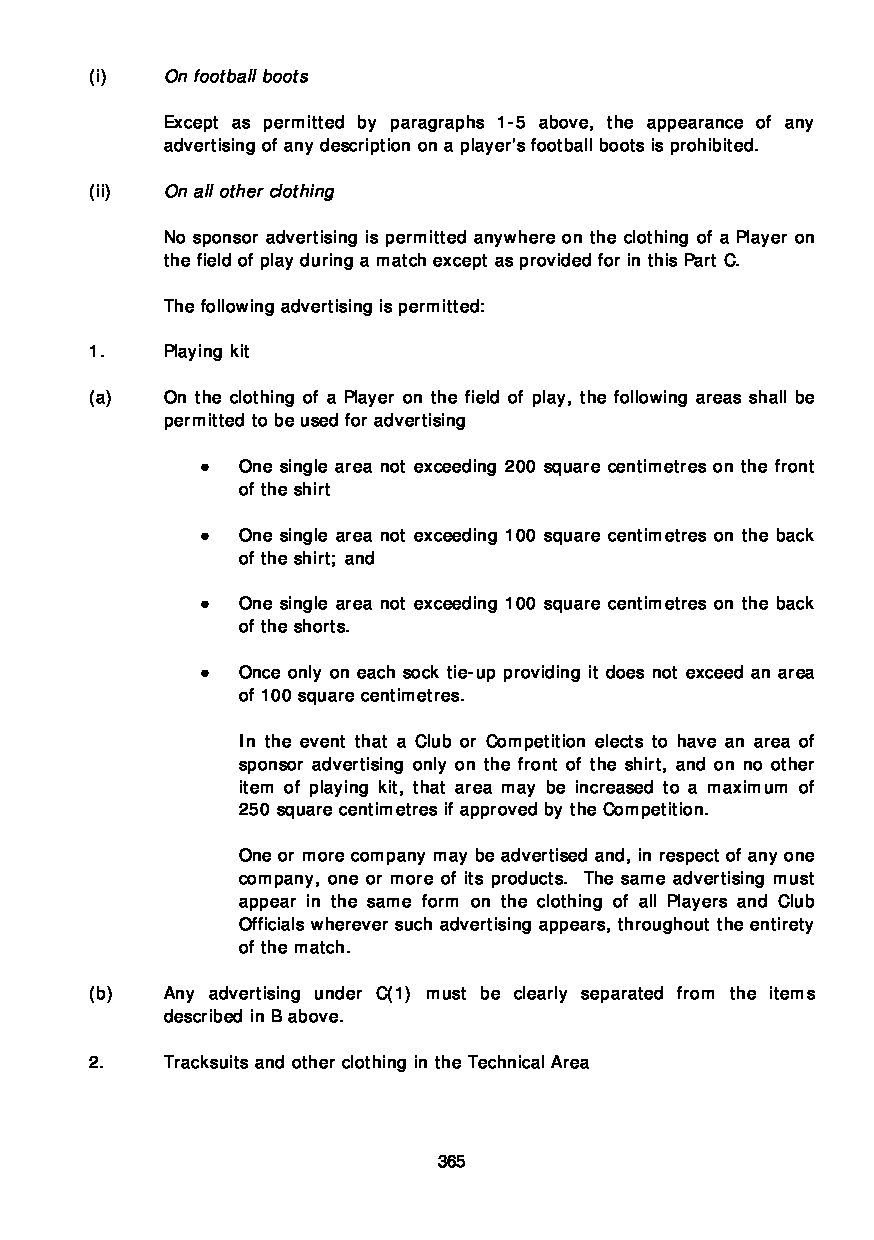 (i) On football boots
Except as permitted by paragraphs 1-5 above, the appearance of any
advertising of any description on a player's football boots is prohibited.
(ii) On all other clothing
No sponsor advertising is permitted anywhere on the clothing of a Player on
the field of play during a match except as provided for in this Part C.
The following advertising is permitted:
1. Playing kit
(a) On the clothing of a Player on the field of play, the following areas shall be
permitted to be used for advertising
• One single area not exceeding 200 square centimetres on the front
of the shirt
• One single area not exceeding 100 square centimetres on the back
of the shirt; and
• One single area not exceeding 100 square centimetres on the back
of the shorts.
• Once only on each sock tie-up providing it does not exceed an area
of 100 square centimetres.
In the event that a Club or Competition elects to have an area of
sponsor advertising only on the front of the shirt, and on no other
item of playing kit, that area may be increased to a maximum of
250 square centimetres if approved by the Competition.
One or more company may be advertised and, in respect of any one
company, one or more of its products. The same advertising must
appear in the same form on the clothing of all Players and Club
Officials wherever such advertising appears, throughout the entirety
of the match.
(b) Any advertising under C(1) must be clearly separated from the items
described in B above.
2. Tracksuits and other clothing in the Technical Area
365